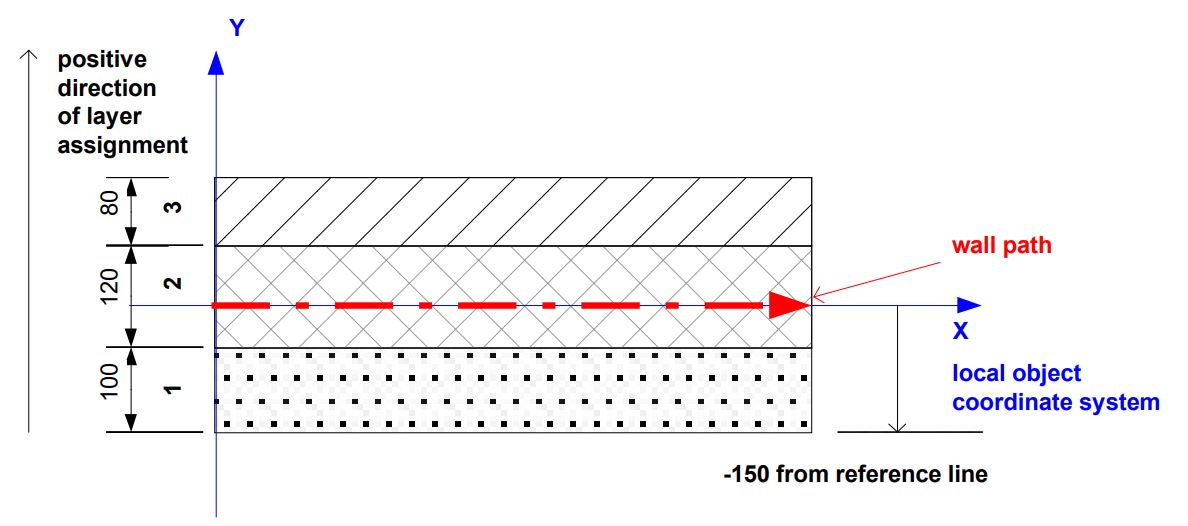 Y
positive
direction
of layer
assignment
80
3
120
2
100
1
wall path
X
local object
coordinate system
-150 from reference line